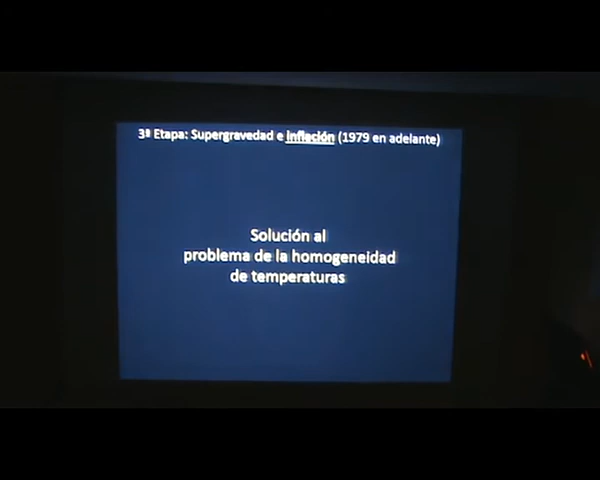 3ª Etapa: Supergravedad e inflación (1979 en adelante)
Solución al
problema de la homogeneidad
de temperaturas